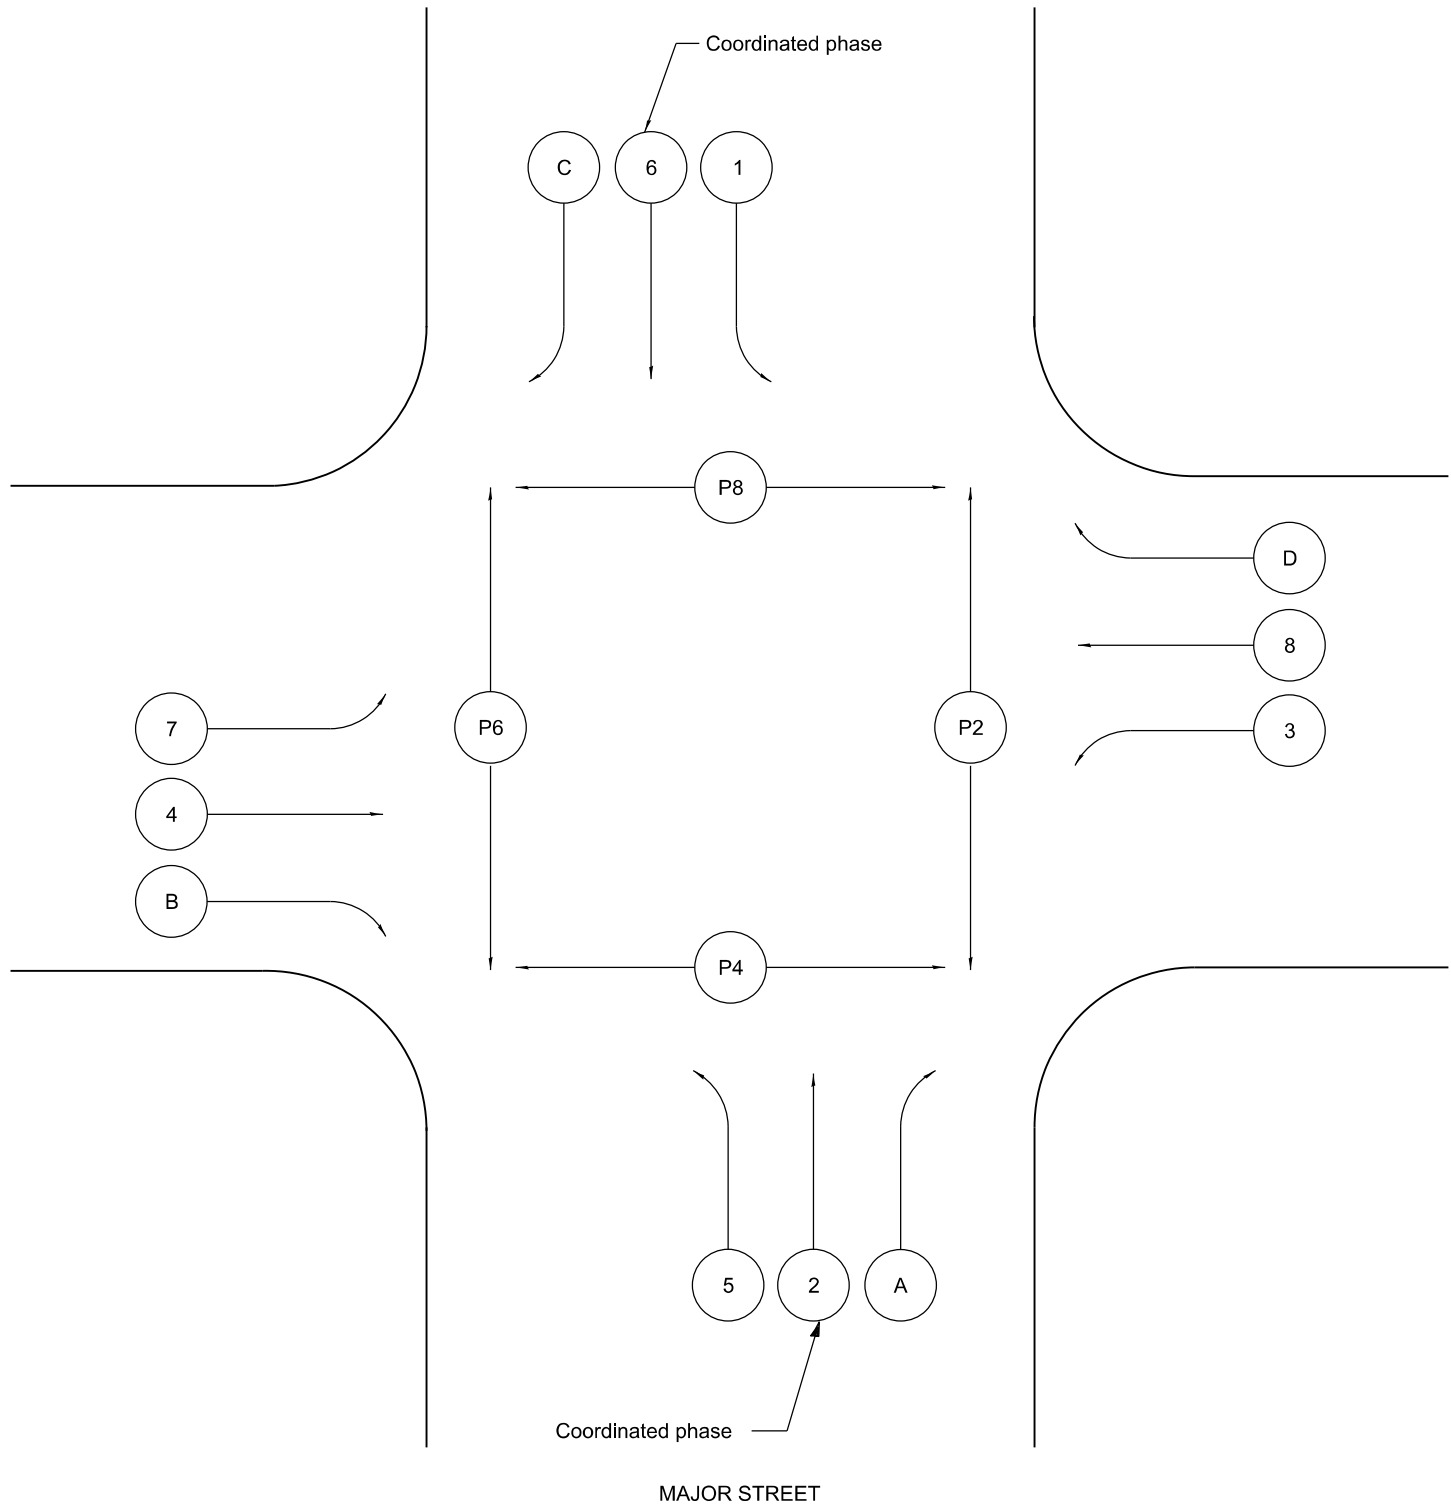 Coordinated phase
C 6 1
P8
D
8
7 P6 P2 3
4
B
P4
5 2 A
Coordinated phase
MAJOR STREET